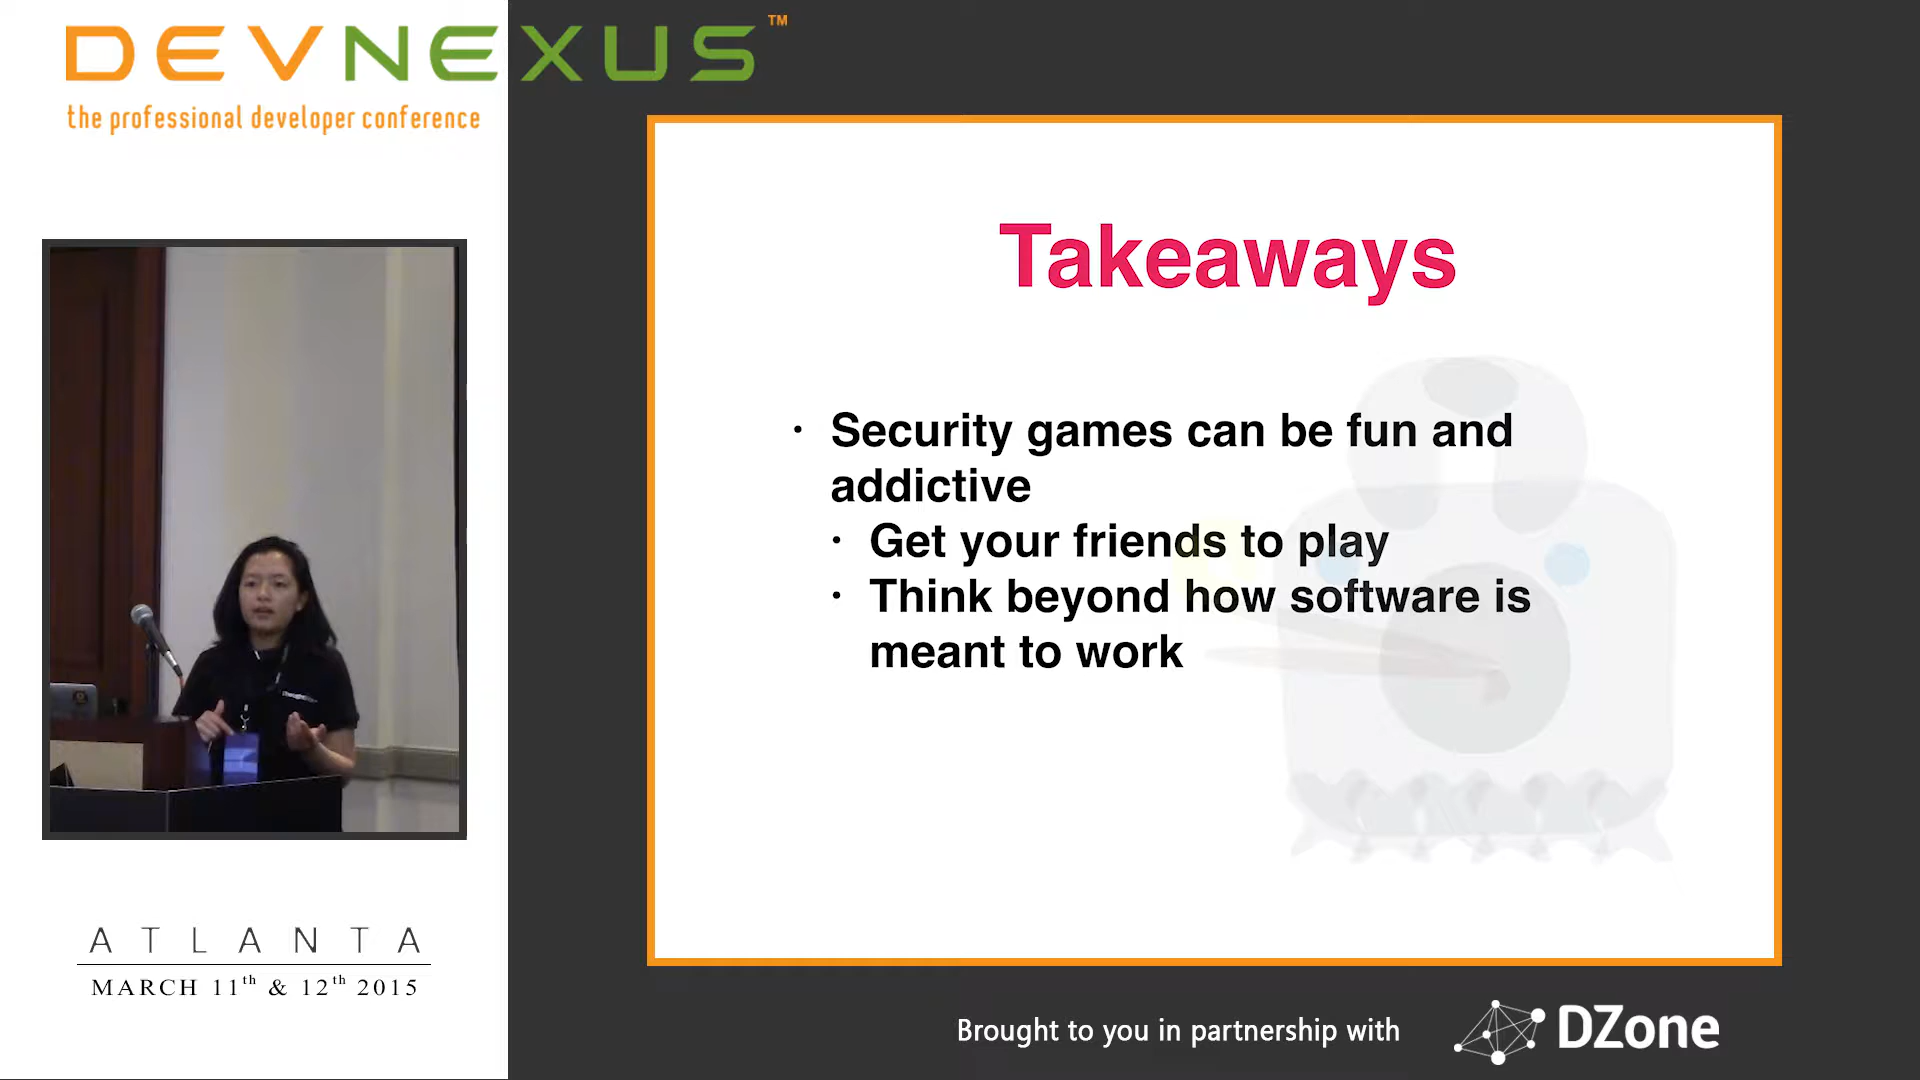 DEVNEXUS™
the professional developer conference
Takeaways
· Security games can be fun and
addictive
· Get your friends to play
· Think beyond how software is
meant to work
ATLANTA
MARCH 11th & 12th 2015
Brought to you in partnership with
DZone